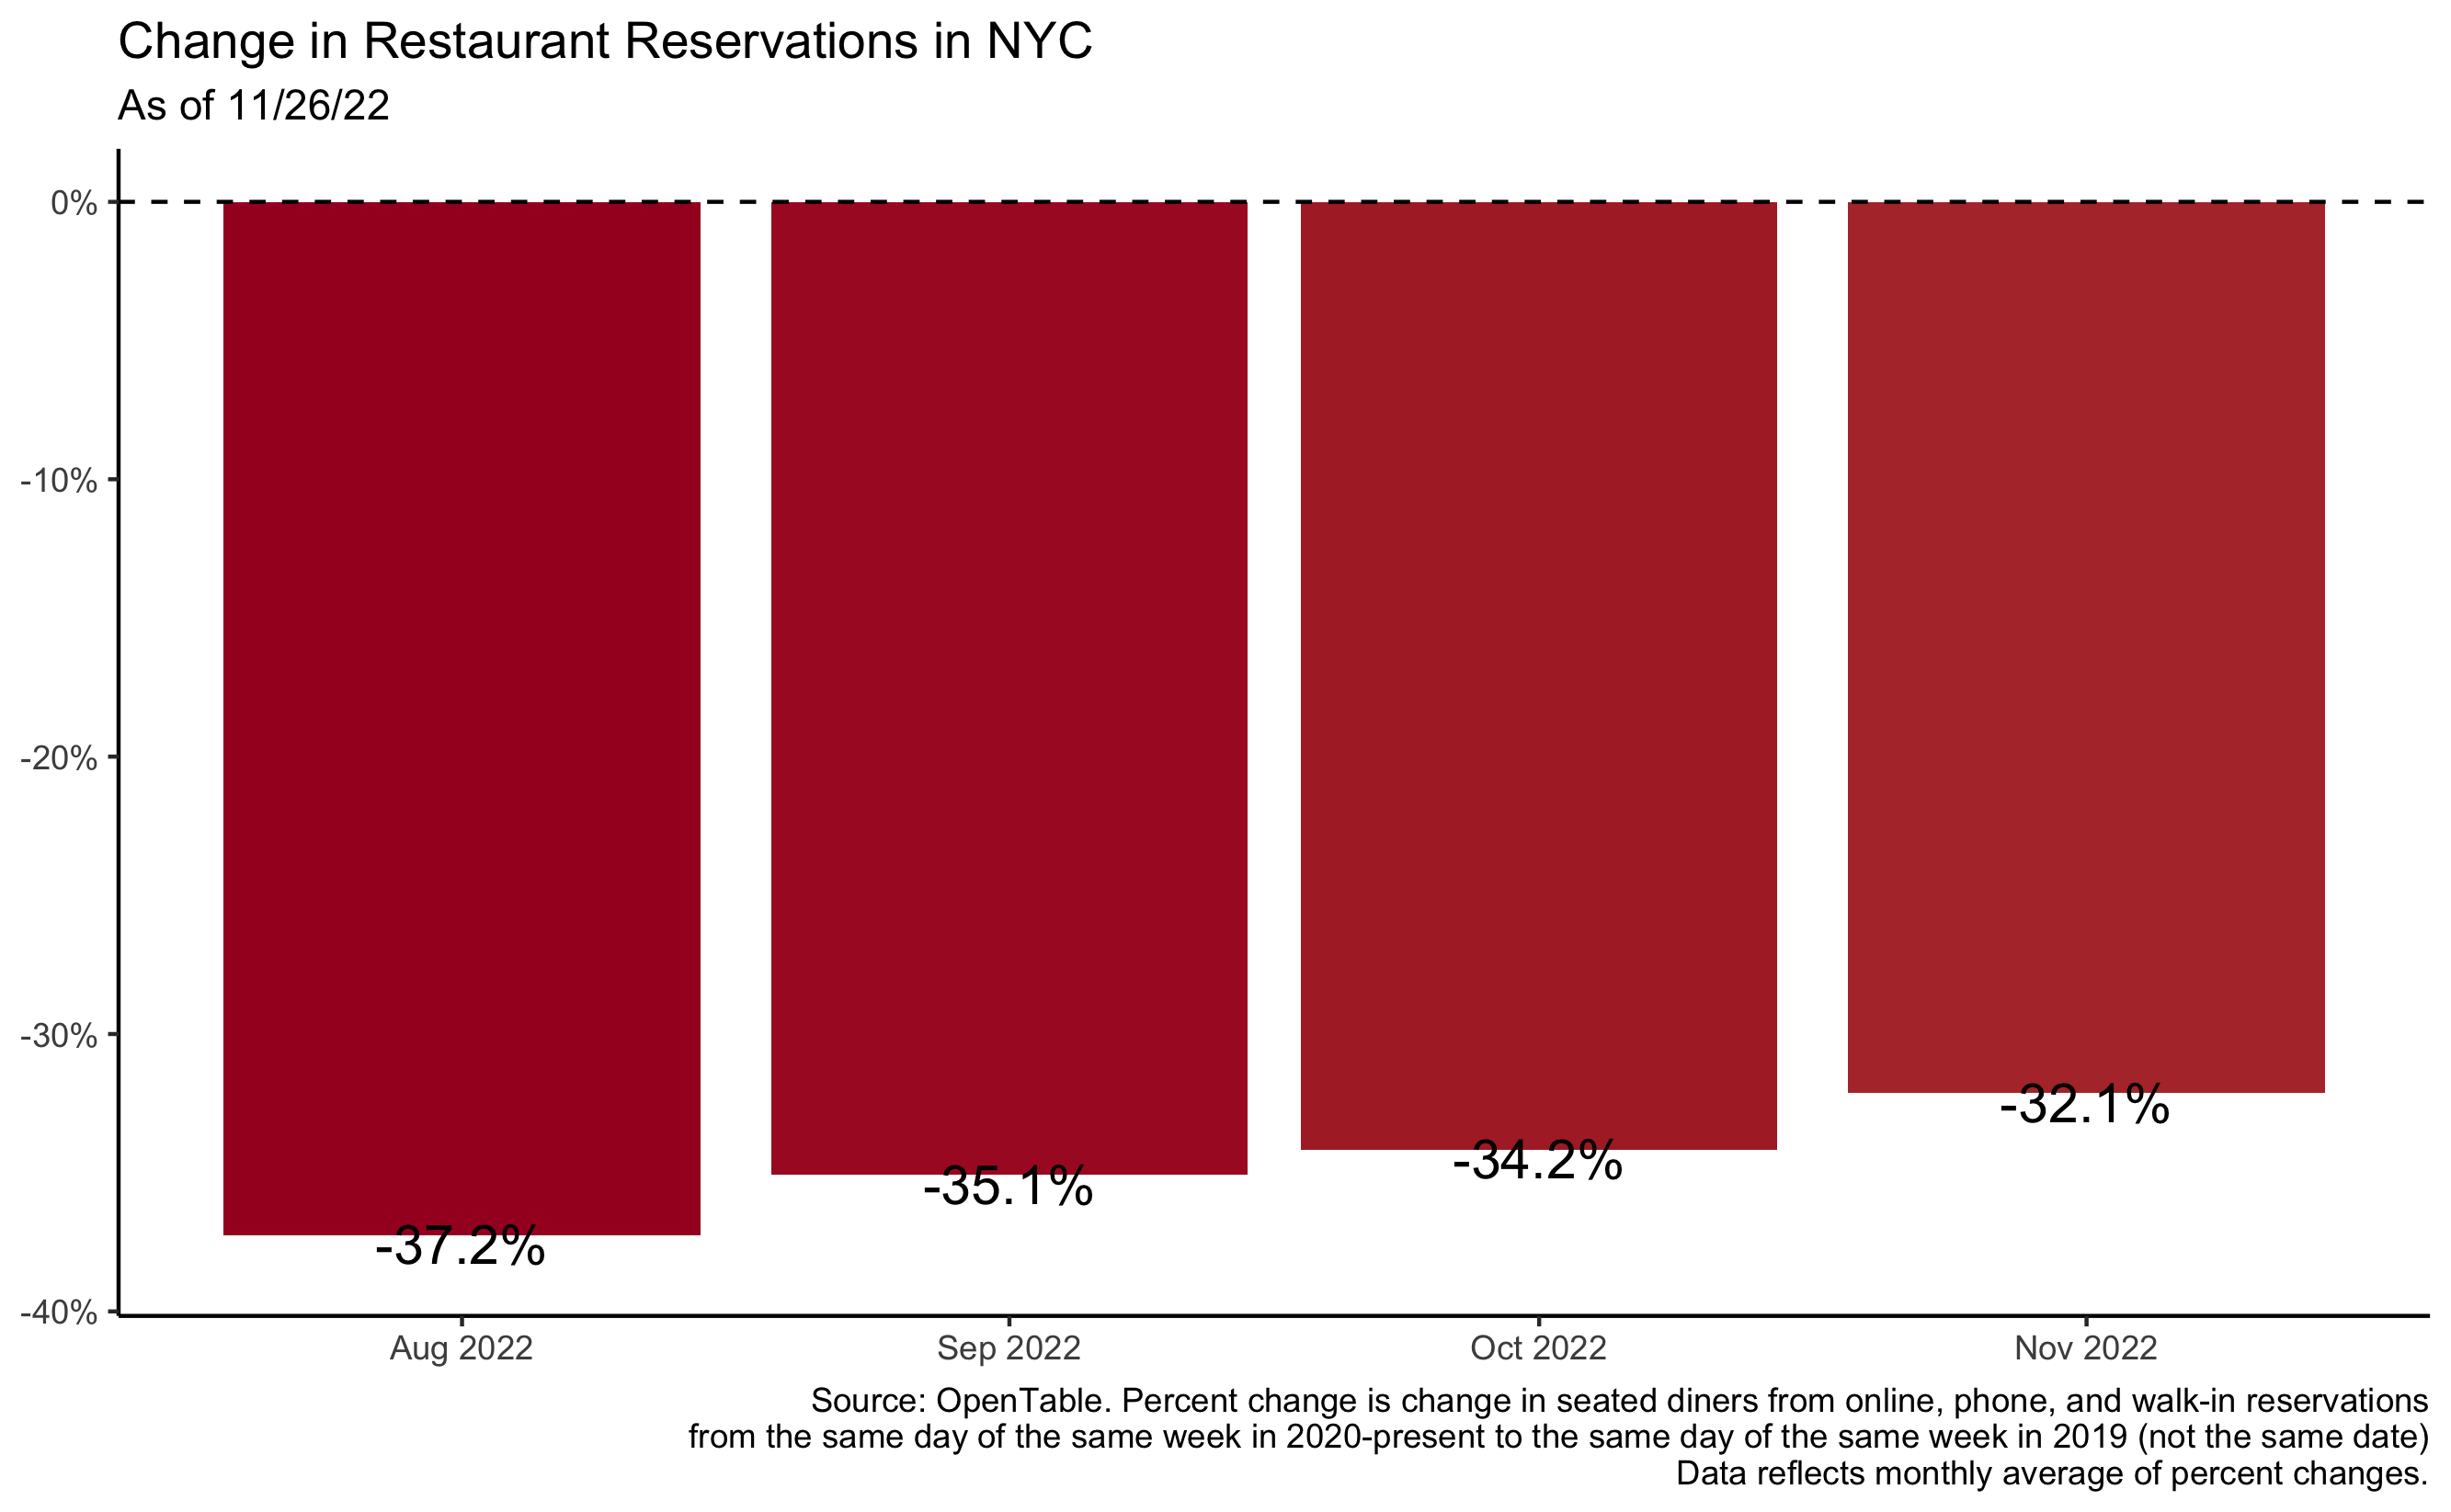 Change in Restaurant Reservations in NYC
As of 11/26/22
0%
-10%
-20%
-30%
-40%
-37.2%
-35.1%
-34.2%
-32.1%
Aug 2022
Sep 2022
Oct 2022
Nov 2022
Source: OpenTable. Percent change is change in seated diners from online, phone, and walk-in reservations
from the same day of the same week in 2020-present to the same day of the same week in 2019 (not the same date)
Data reflects monthly average of percent changes.